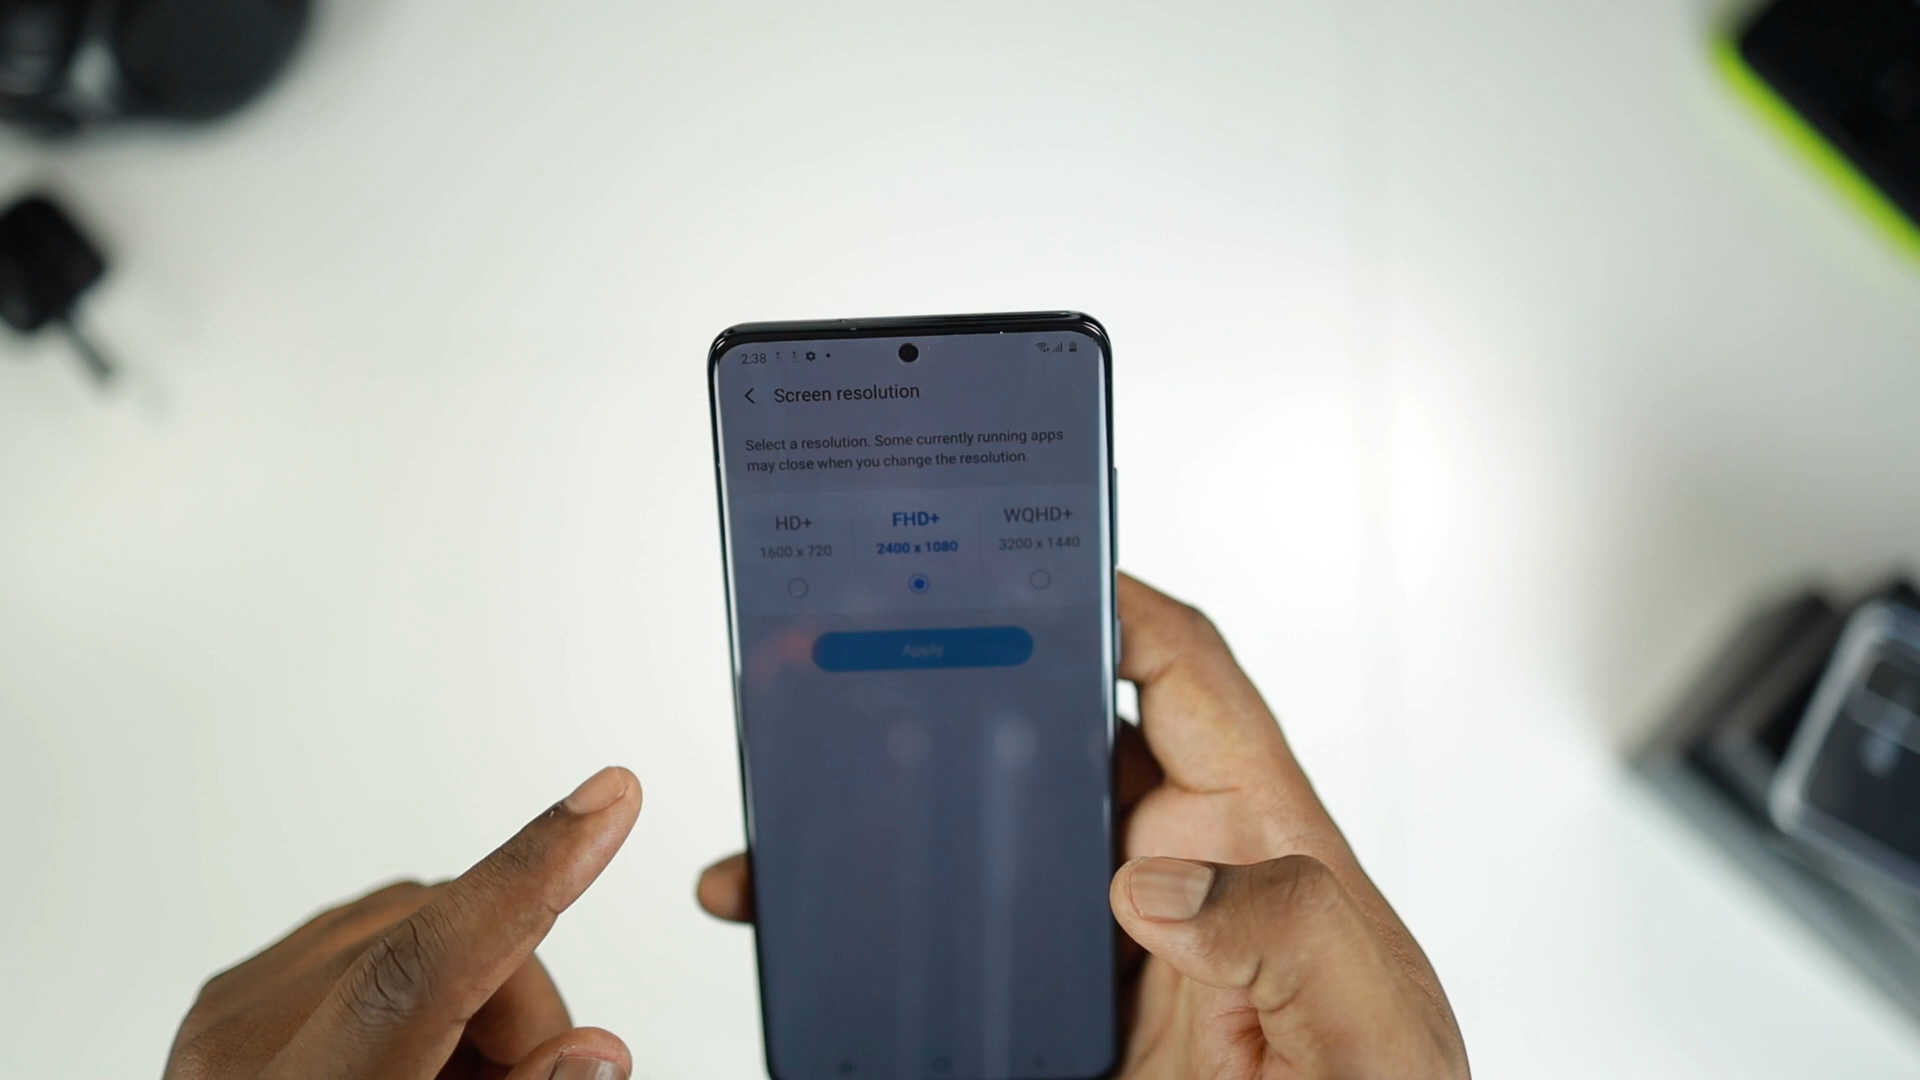 2:38
Screen resolution
Select a resolution. Some currently running apps
may close when you change the resolution.
HD+ FHD+ WQHD+
1600 x 720 2400 x 1080 3200 x 1440
Apply